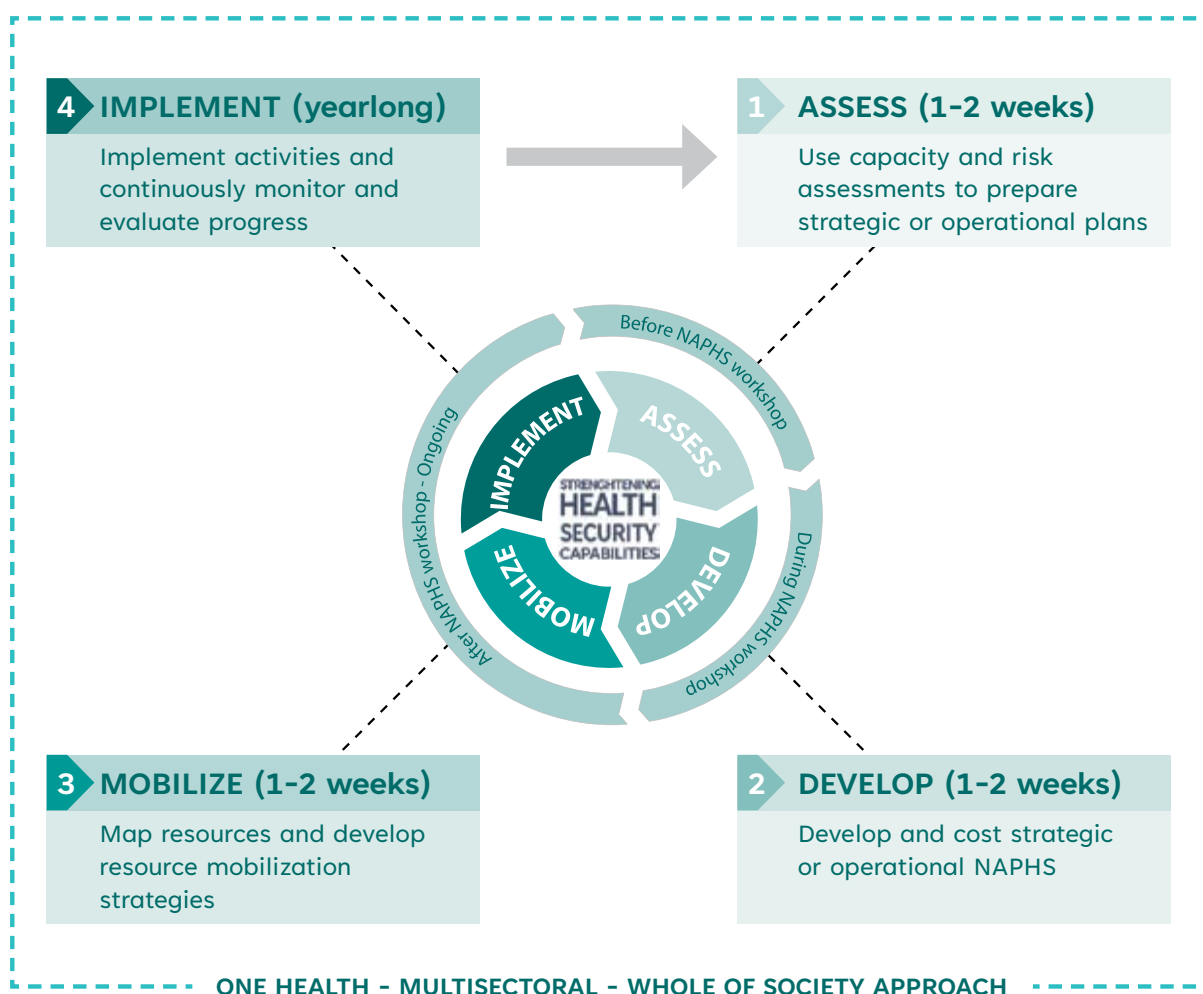 4 IMPLEMENT (yearlong)
Implement activities and
continuously monitor and
evaluate progress
1 ASSESS (1-2 weeks)
Use capacity and risk
assessments to prepare
strategic or operational plans
Before NAPHS workshop
During NAPHS workshop
After NAPHS workshop - Ongoing
ASSESS
DEVELOP
MOBILIZE
IMPLEMENT
STRENGHTENING
HEALTH
SECURITY
CAPABILITIES
3 MOBILIZE (1-2 weeks)
Map resources and develop
resource mobilization
strategies
2 DEVELOP (1-2 weeks)
Develop and cost strategic
or operational NAPHS
ONE HEALTH - MULTISECTORAL - WHOLE OF SOCIETY APPROACH